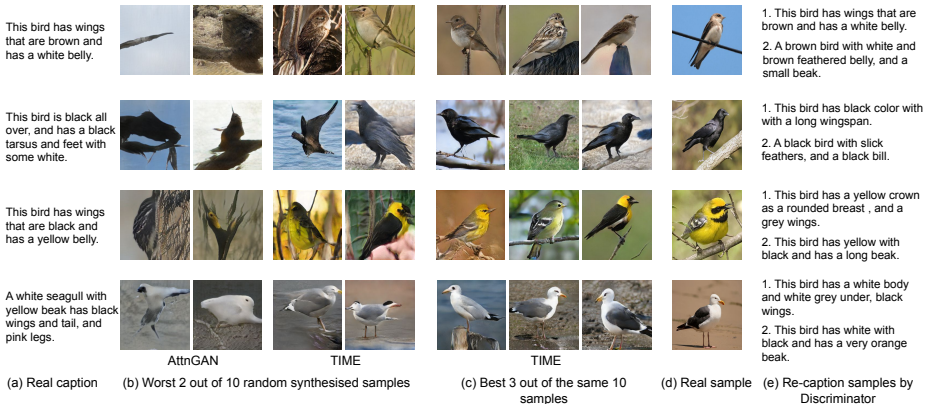 This bird has wings
that are brown and
has a white belly.
1. This bird has wings that are
brown and has a white belly.
2. A brown bird with white and
brown feathered belly, and a
small beak.
This bird is black all
over, and has a black
tarsus and feet with
some white.
1. This bird has black color with
with a long wingspan.
2. A black bird with slick
feathers, and a black bill.
This bird has wings
that are black and
has a yellow belly.
1. This bird has a yellow crown
as a rounded breast , and a
grey wings.
2. This bird has yellow with
black and has a long beak.
A white seagull with
yellow beak has black
wings and tail, and
pink legs.
1. This bird has a white body
and white grey under, black
wings.
2. This bird has white with
black and has a very orange
beak.
AttnGAN
TIME
TIME
(a) Real caption
(b) Worst 2 out of 10 random synthesised samples
(c) Best 3 out of the same 10
samples
(d) Real sample
(e) Re-caption samples by
Discriminator